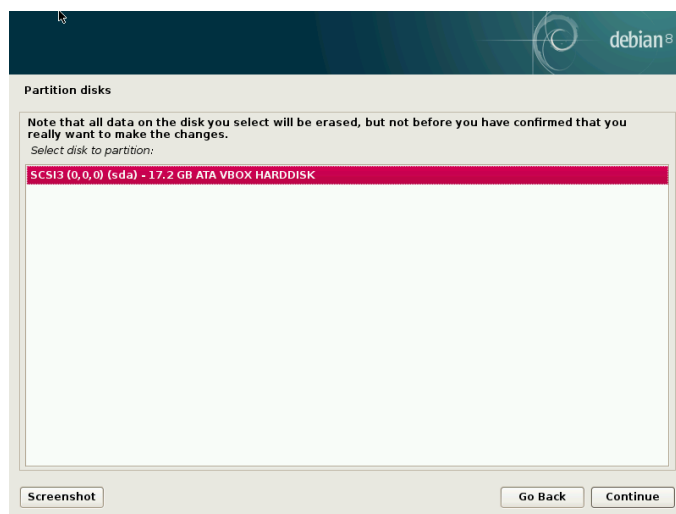 debian 8
Partition disks
Note that all data on the disk you select will be erased, but not before you have confirmed that you
really want to make the changes.
Select disk to partition:
SCSI3 (0,0,0) (sda) - 17.2 GB ATA VBOX HARDDISK
Screenshot
Go Back
Continue